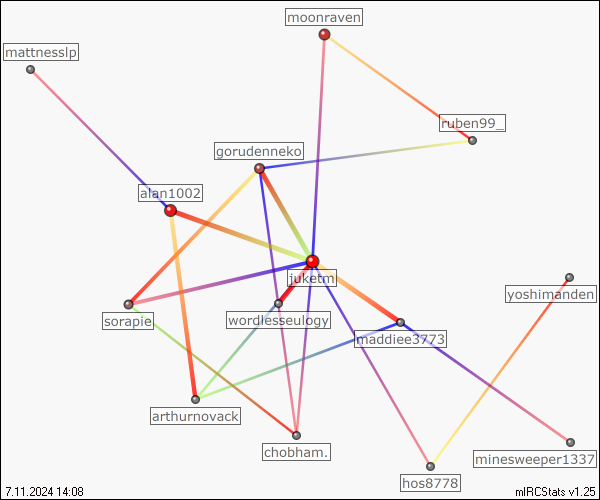 moonraven
mattnesslp
ruben99_
gorudenneko
alan1002
juketm
yoshimanden
sorapie
wordlesseulogy
maddiee3773
arthurnovack
chobham.
minesweeper1337
hos8778
7.11.2024 14:08
mIRCStats v1.25